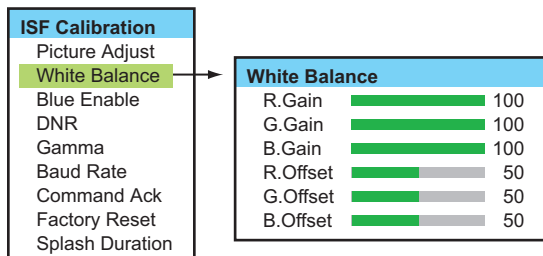 ISF Calibration
Picture Adjust
White Balance
Blue Enable
DNR
Gamma
Baud Rate
Command Ack
Factory Reset
Splash Duration
White Balance
R.Gain 100
G.Gain 100
B.Gain 100
R.Offset 50
G.Offset 50
B.Offset 50